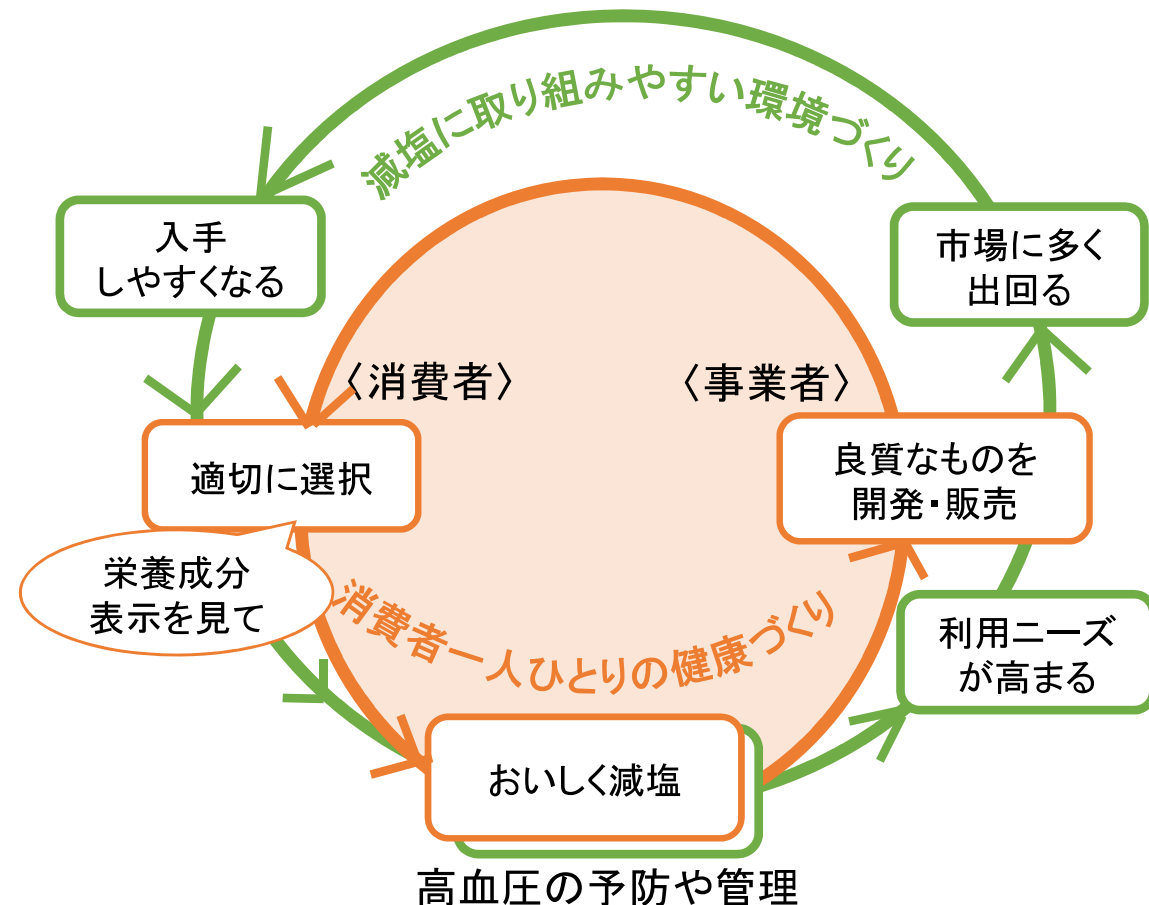 減塩に取り組みやすい環境づくり
入手
しやすくなる
市場に多く
出回る
〈消費者〉
〈事業者〉
適切に選択
良質なものを
開発・販売
栄養成分
表示を見て
消費者一人ひとりの健康づくり
利用ニーズ
が高まる
おいしく減塩
高血圧の予防や管理